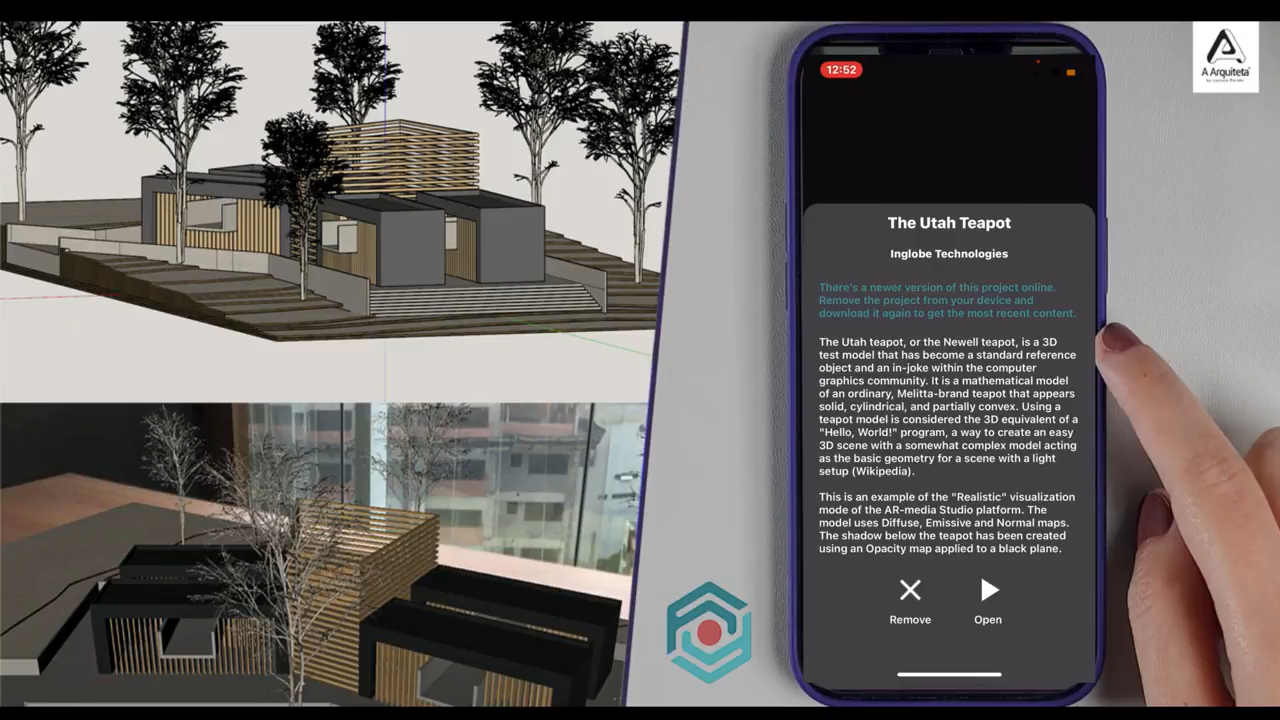 A Arquiteta
12:52
The Utah Teapot
Inglobe Technologies
There's a newer version of this project online.
Remove the project from your device and
download it again to get the most recent content.
The Utah teapot, or the Newell teapot, is a 3D
test model that has become a standard reference
object and an in-joke within the computer
graphics community. It is a mathematical model
of an ordinary, Melitta-brand teapot that appears
solid, cylindrical, and partially convex. Using a
teapot model is considered the 3D equivalent of a
"Hello, World!" program, a way to create an easy
3D scene with a somewhat complex model acting
as the basic geometry for a scene with a light
setup (Wikipedia).
This is an example of the "Realistic" visualization
mode of the AR-media Studio platform. The
model uses Diffuse, Emissive and Normal maps.
The shadow below the teapot has been created
using an Opacity map applied to a black plane.
Remove
Open